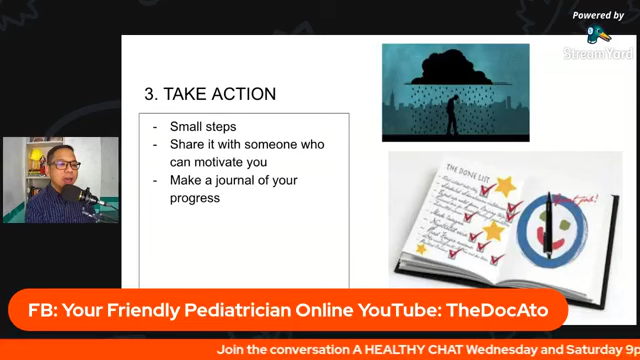 Powered by
StreamYard
3. TAKE ACTION
- Small steps
- Share it with someone who
can motivate you
- Make a journal of your
progress
THE DONE LIST
FB: Your Friendly Pediatrician Online YouTube: TheDocAto
Join the conversation A HEALTHY CHAT Wednesday and Saturday 9p